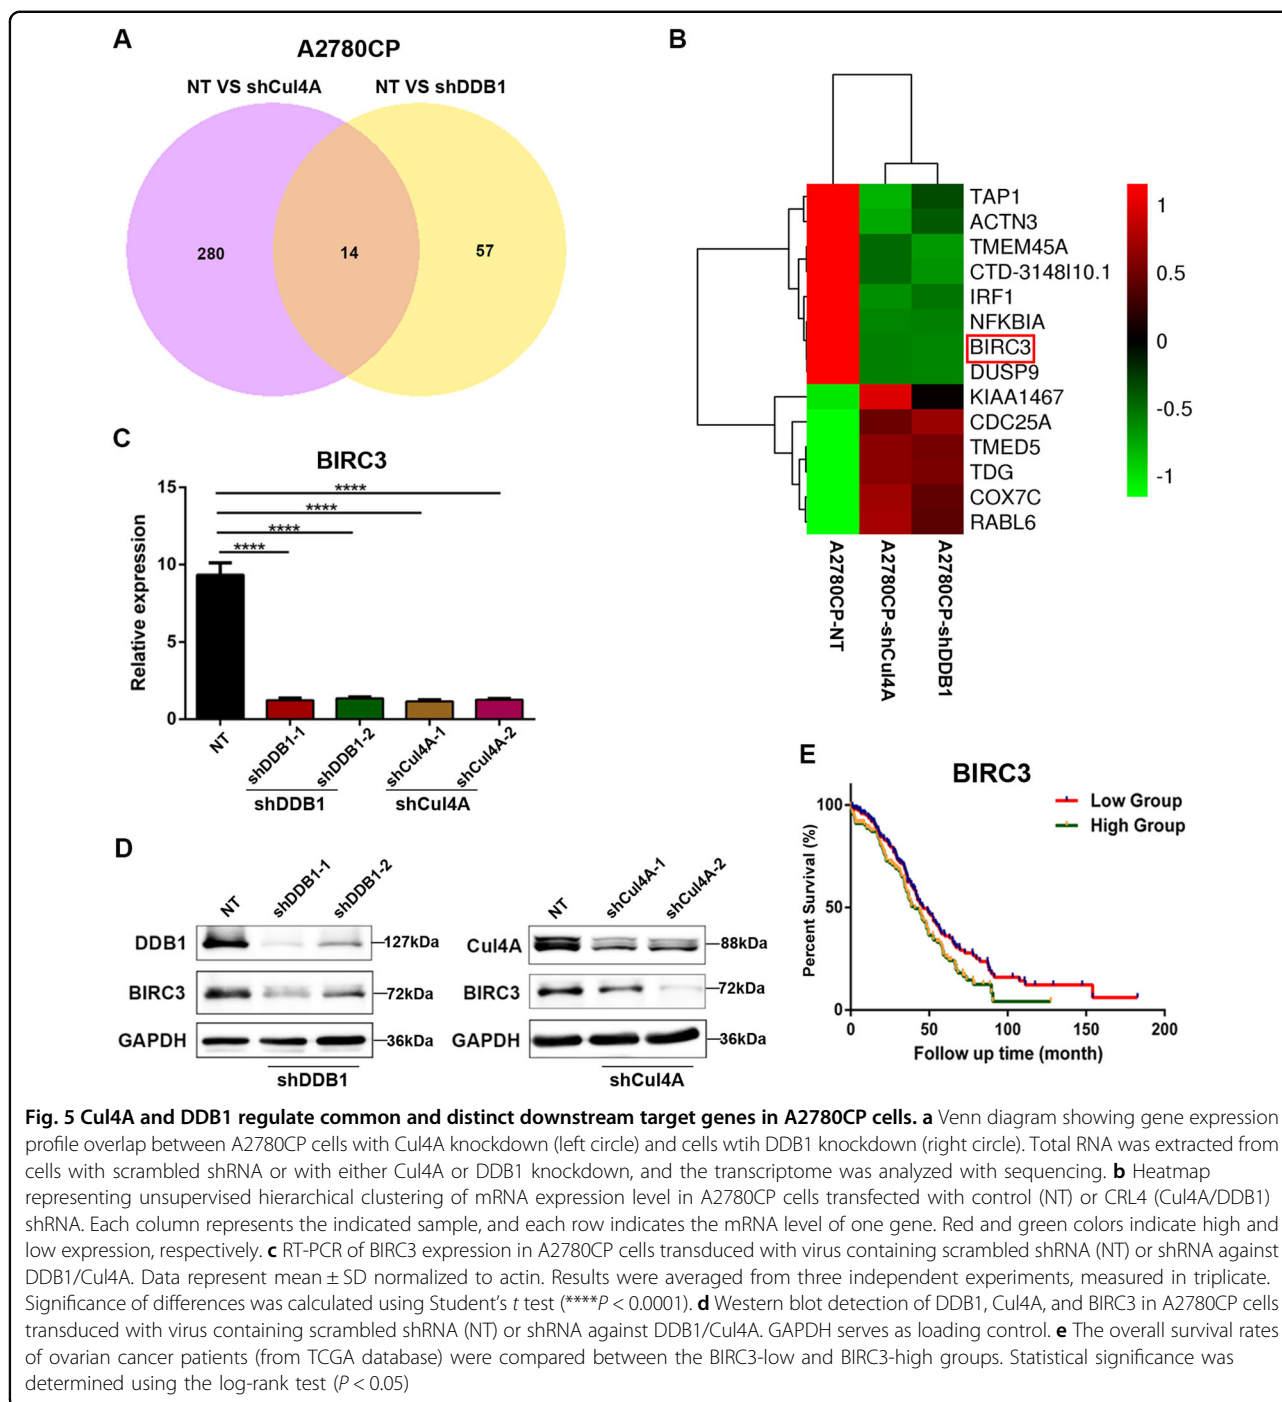 A
A2780CP
NT VS shCul4A
NT VS shDDB1
280
14
57
B
TAP1
ACTN3
TMEM45A
CTD-3148I10.1
IRF1
NFKBIA
BIRC3
DUSP9
KIAA1467
CDC25A
TMED5
TDG
COX7C
RABL6
A2780CP-NT
A2780CP-shCul4A
A2780CP-shDDB1
1
0.5
0
-0.5
-1
C
BIRC3
Relative expression
15
10
5
0
****
****
****
****
NT
shDDB1-1
shDDB1-2
shCul4A-1
shCul4A-2
shDDB1
shCul4A
D
NT
shDDB1-1
shDDB1-2
DDB1
127kDa
BIRC3
72kDa
GAPDH
36kDa
shDDB1
NT
shCul4A-1
shCul4A-2
Cul4A
88kDa
BIRC3
72kDa
GAPDH
36kDa
shCul4A
E
BIRC3
Low Group
High Group
Percent Survival (%)
100
50
0
0
50
100
150
200
Follow up time (month)
Fig. 5 Cul4A and DDB1 regulate common and distinct downstream target genes in A2780CP cells. a Venn diagram showing gene expression
profile overlap between A2780CP cells with Cul4A knockdown (left circle) and cells wtih DDB1 knockdown (right circle). Total RNA was extracted from
cells with scrambled shRNA or with either Cul4A or DDB1 knockdown, and the transcriptome was analyzed with sequencing. b Heatmap
representing unsupervised hierarchical clustering of mRNA expression level in A2780CP cells transfected with control (NT) or CRL4 (Cul4A/DDB1)
shRNA. Each column represents the indicated sample, and each row indicates the mRNA level of one gene. Red and green colors indicate high and
low expression, respectively. c RT-PCR of BIRC3 expression in A2780CP cells transduced with virus containing scrambled shRNA (NT) or shRNA against
DDB1/Cul4A. Data represent mean ± SD normalized to actin. Results were averaged from three independent experiments, measured in triplicate.
Significance of differences was calculated using Student's t test (****P < 0.0001). d Western blot detection of DDB1, Cul4A, and BIRC3 in A2780CP cells
transduced with virus containing scrambled shRNA (NT) or shRNA against DDB1/Cul4A. GAPDH serves as loading control. e The overall survival rates
of ovarian cancer patients (from TCGA database) were compared between the BIRC3-low and BIRC3-high groups. Statistical significance was
determined using the log-rank test (P < 0.05)